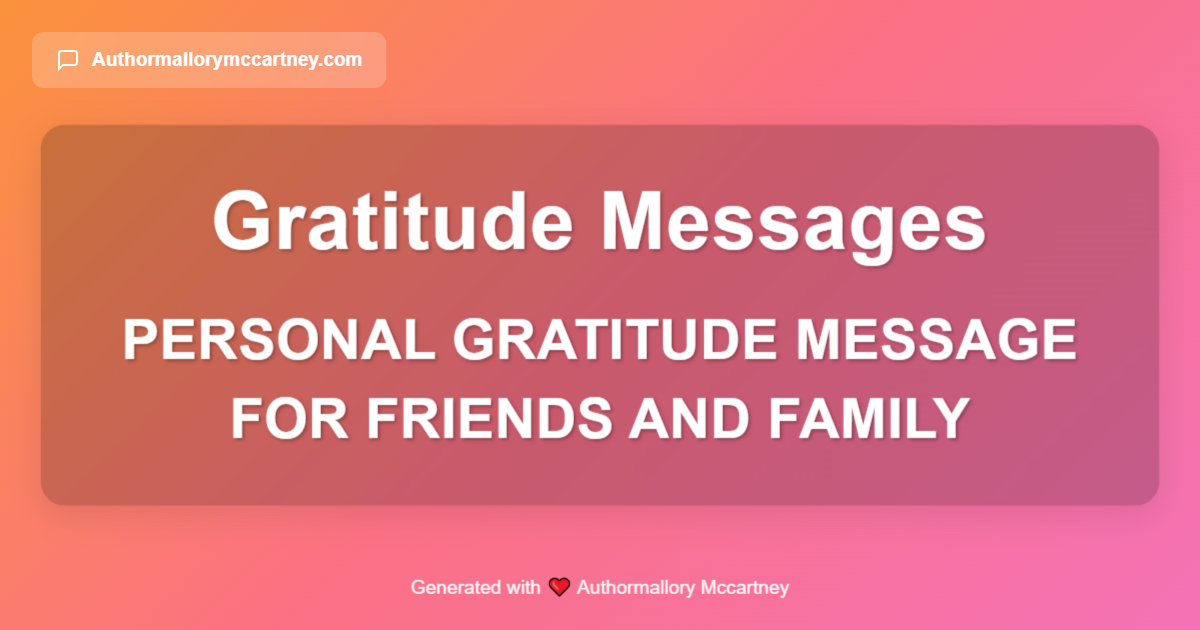 Authormallorymccartney.com
Gratitude Messages
PERSONAL GRATITUDE MESSAGE
FOR FRIENDS AND FAMILY
Generated with ❤️ Authormallory Mccartney